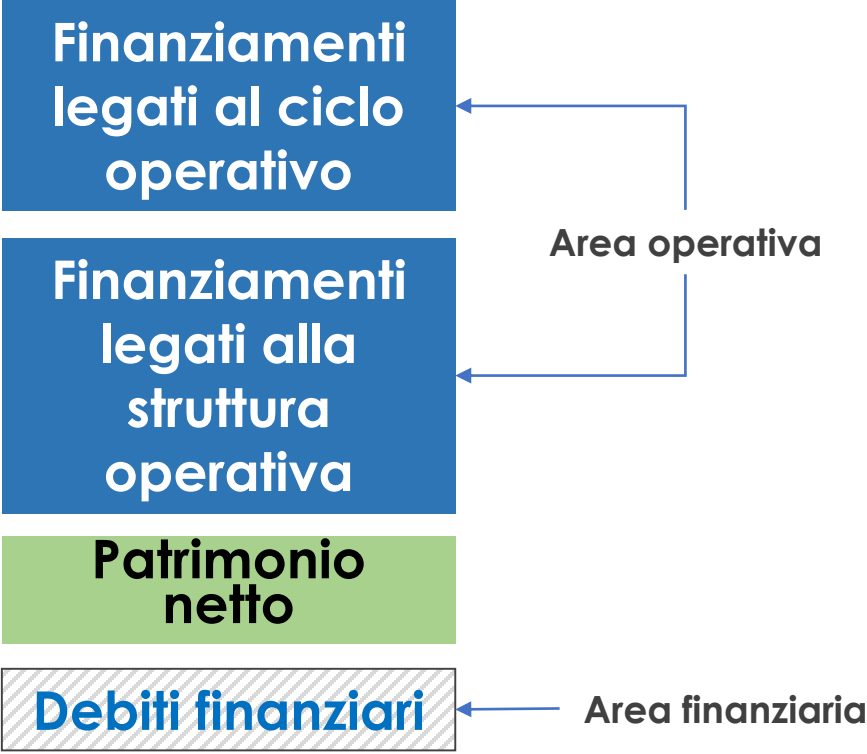 Finanziamenti
legati al ciclo
operativo
Area operativa
Finanziamenti
legati alla
struttura
operativa
Patrimonio
netto
Debiti finanziari
Area finanziaria